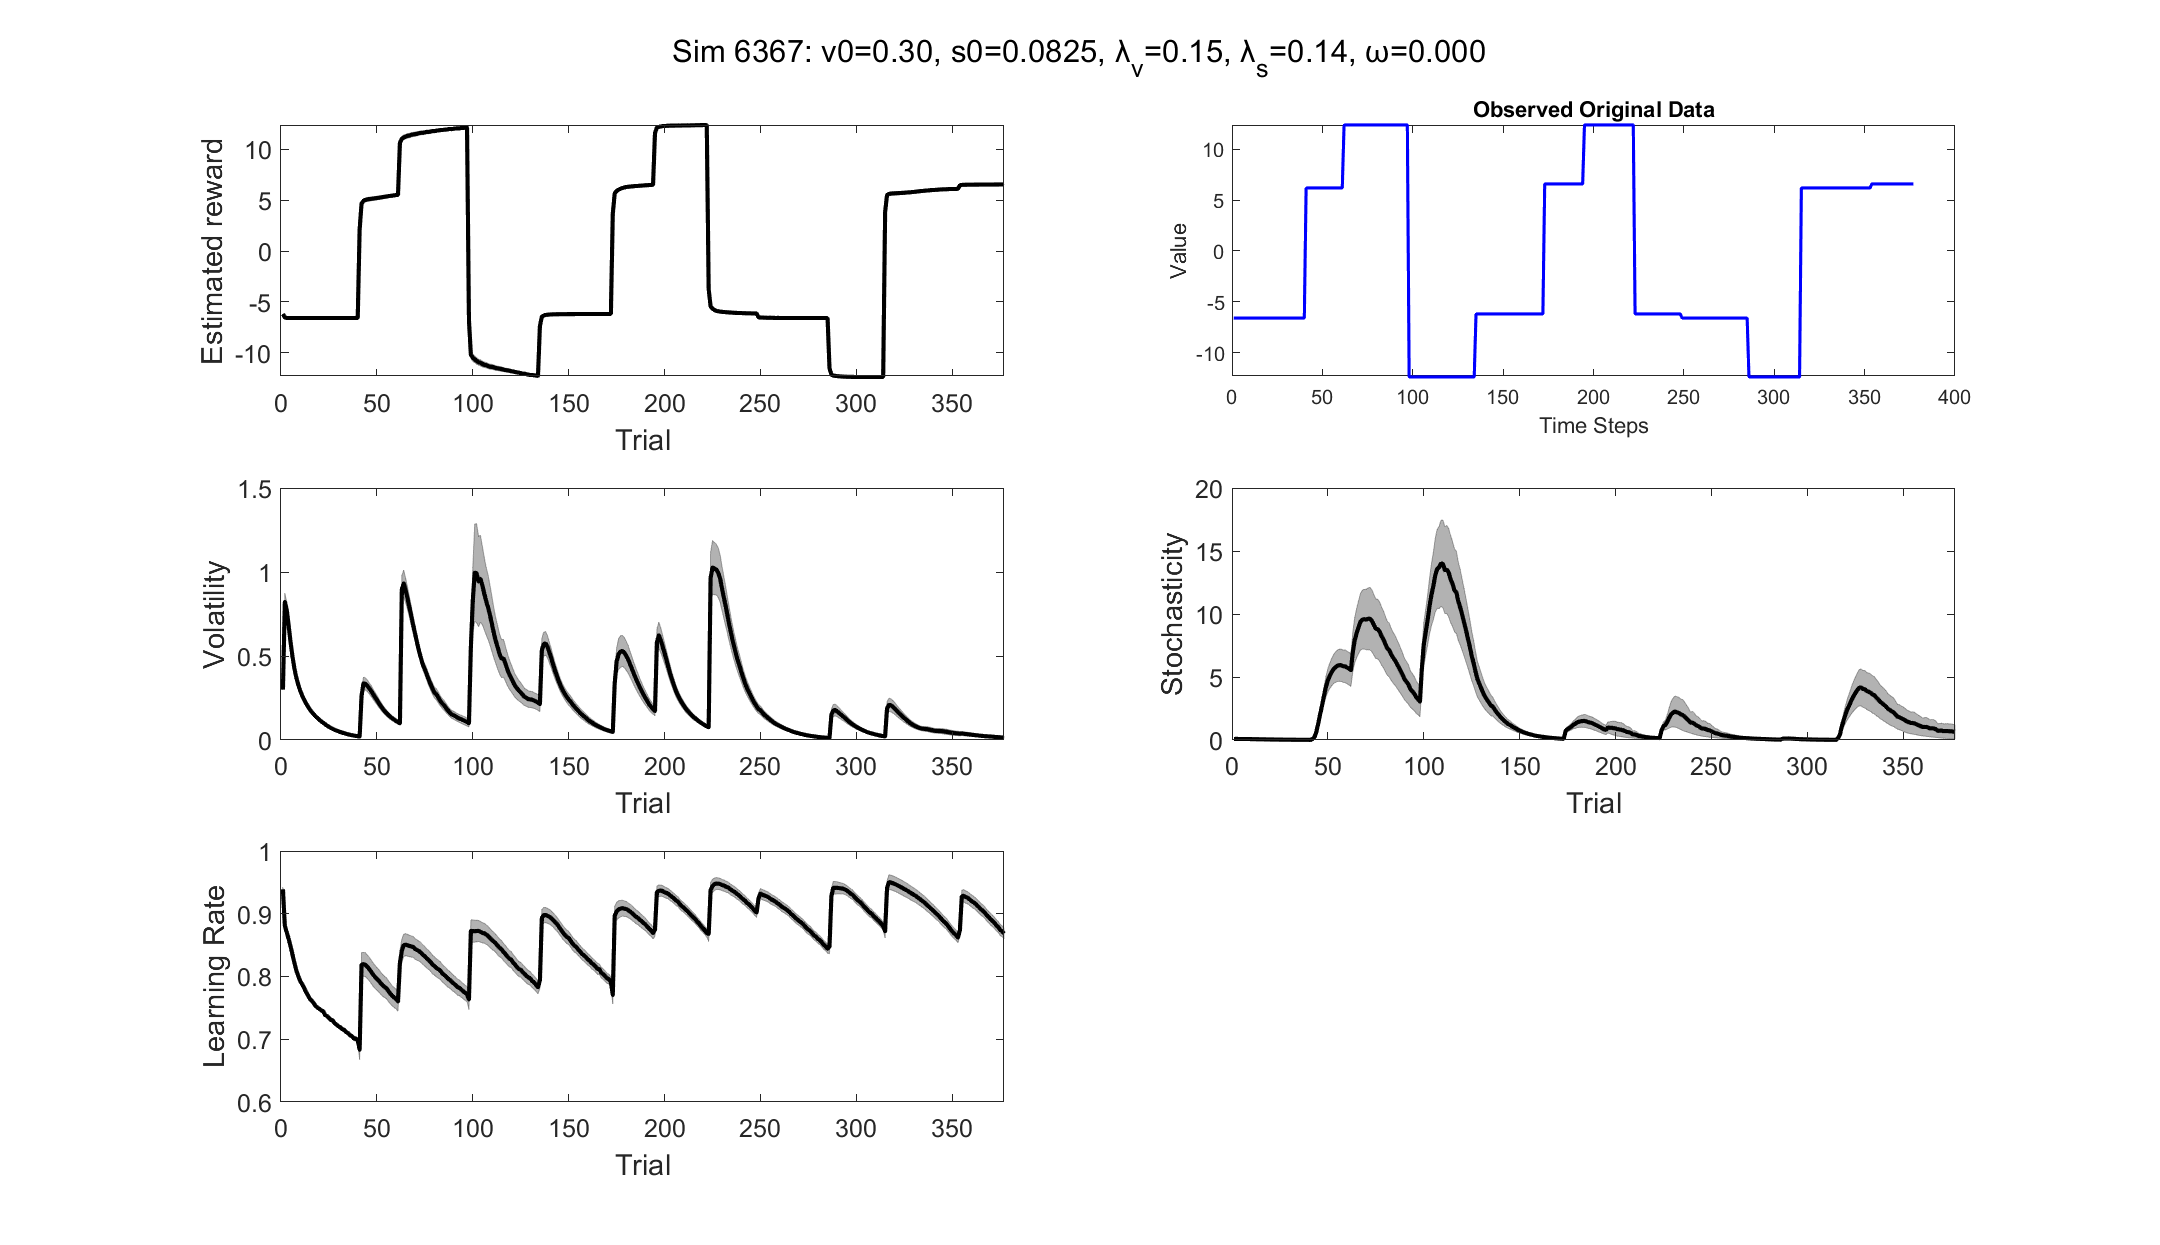 Sim 6367: v0=0.30, s0=0.0825, λ_v=0.15, λ_s=0.14, ω=0.000
Estimated reward
10
5
0
-5
-10
0 50 100 150 200 250 300 350
Trial
Observed Original Data
Value
10
5
0
-5
-10
0 50 100 150 200 250 300 350 400
Time Steps
Volatility
1.5
1
0.5
0
0 50 100 150 200 250 300 350
Trial
Stochasticity
20
15
10
5
0
0 50 100 150 200 250 300 350
Trial
Learning Rate
1
0.9
0.8
0.7
0.6
0 50 100 150 200 250 300 350
Trial